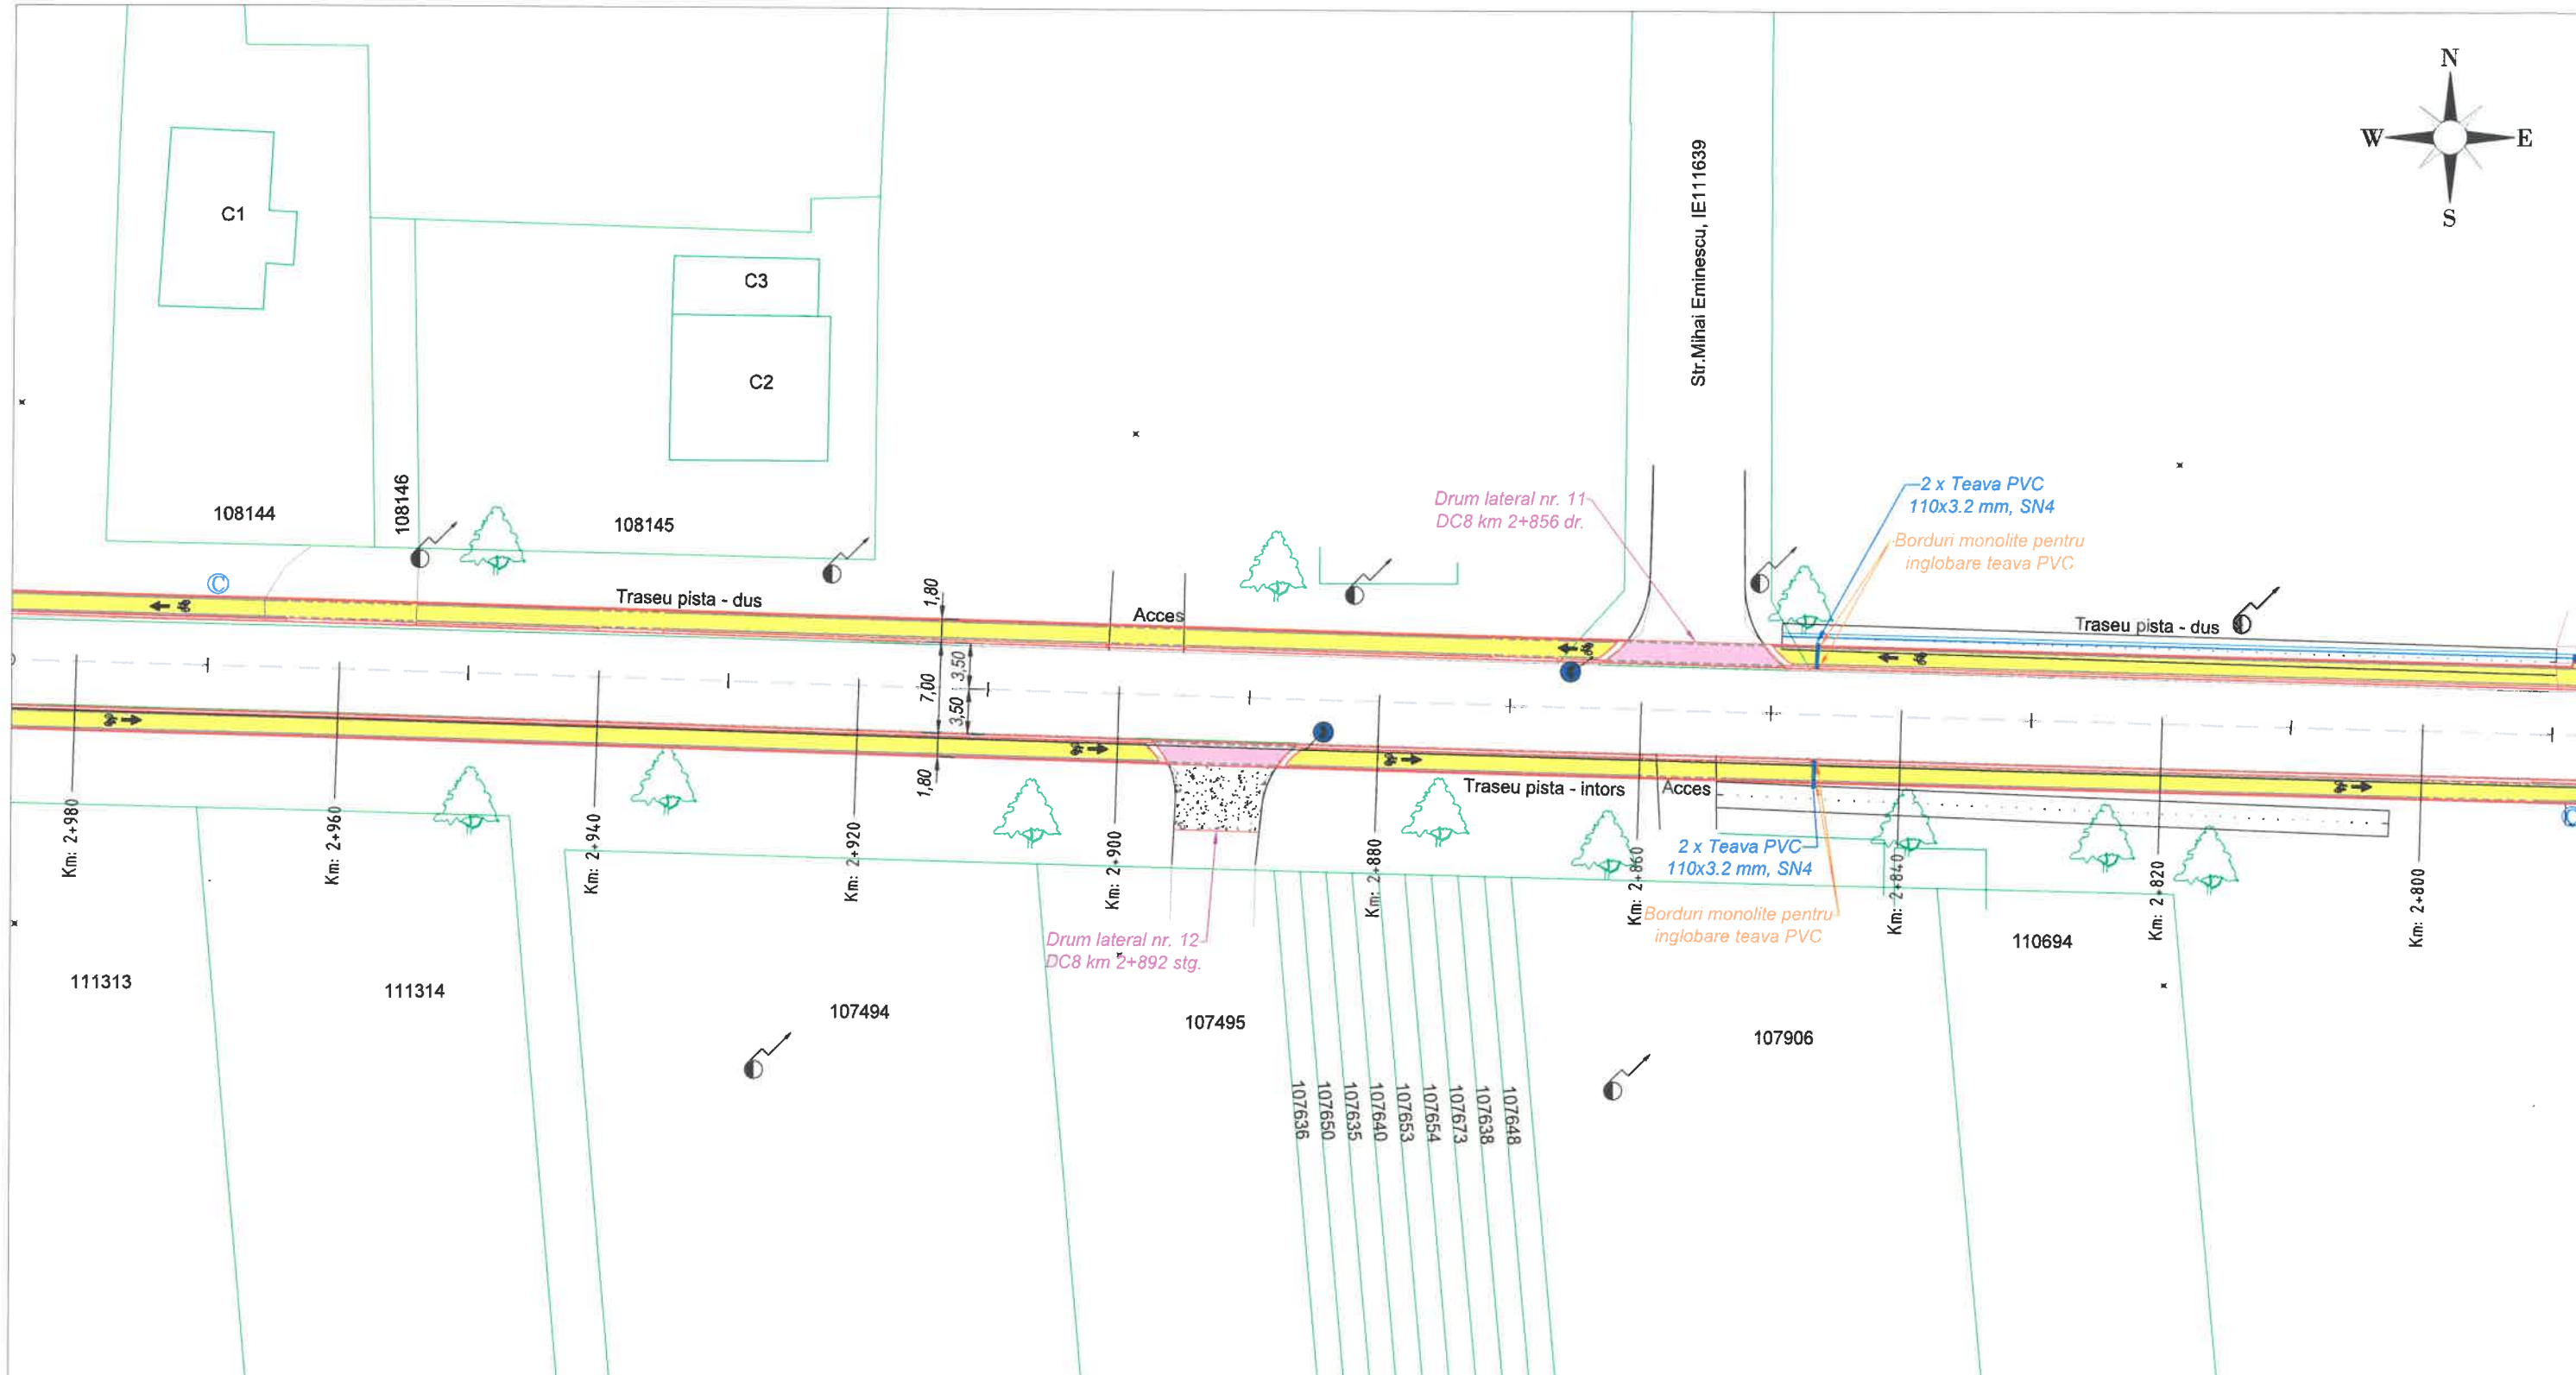 N
W
E
S
C1
C3
C2
Str.Mihai Eminescu, IE111639
108144
108146
108145
Drum lateral nr. 11
DC8 km 2+856 dr.
2 x Teava PVC
110x3.2 mm, SN4
Borduri monolite pentru
inglobare teava PVC
C
Traseu pista - dus
1,80
Acces
Traseu pista - dus
3,50
7,00
3,50
1,80
Traseu pista - intors
Acces
2 x Teava PVC
110x3.2 mm, SN4
Borduri monolite pentru
inglobare teava PVC
Km: 2+980
Km: 2+960
Km: 2+940
Km: 2+920
Km: 2+900
Km: 2+880
Km: 2+860
Km: 2+840
Km: 2+820
Km: 2+800
C
Drum lateral nr. 12
DC8 km 2+892 stg.
111313
111314
107494
107495
107906
110694
107636
107650
107635
107640
107653
107654
107673
107638
107648